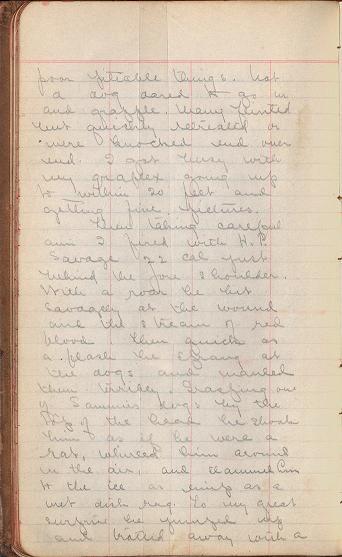 poor pitiable things. Not
a dog dared to go in
and grapple. Many feinted
but quickly retreated or
were knocked end over
end. I got busy with
my graflex going up
to within 20 feet and
getting fine pictures.
Then taking careful
aim I fired with H.P.
Savage 22 cal just
behind the fore shoulder.
With a roar he bit
savagely at the wound
and the stream of red
blood then quick as
a flash he sprang at
the dogs and mauled
them terribly. Grasping one
of Sammies dogs by the
top of the head he shook
him as if he were a
rat, whirled him around
in the air, and slammed him
to the ice as limp as a
wet dish rag. To my great
surprise he jumped up
and trotted away with a